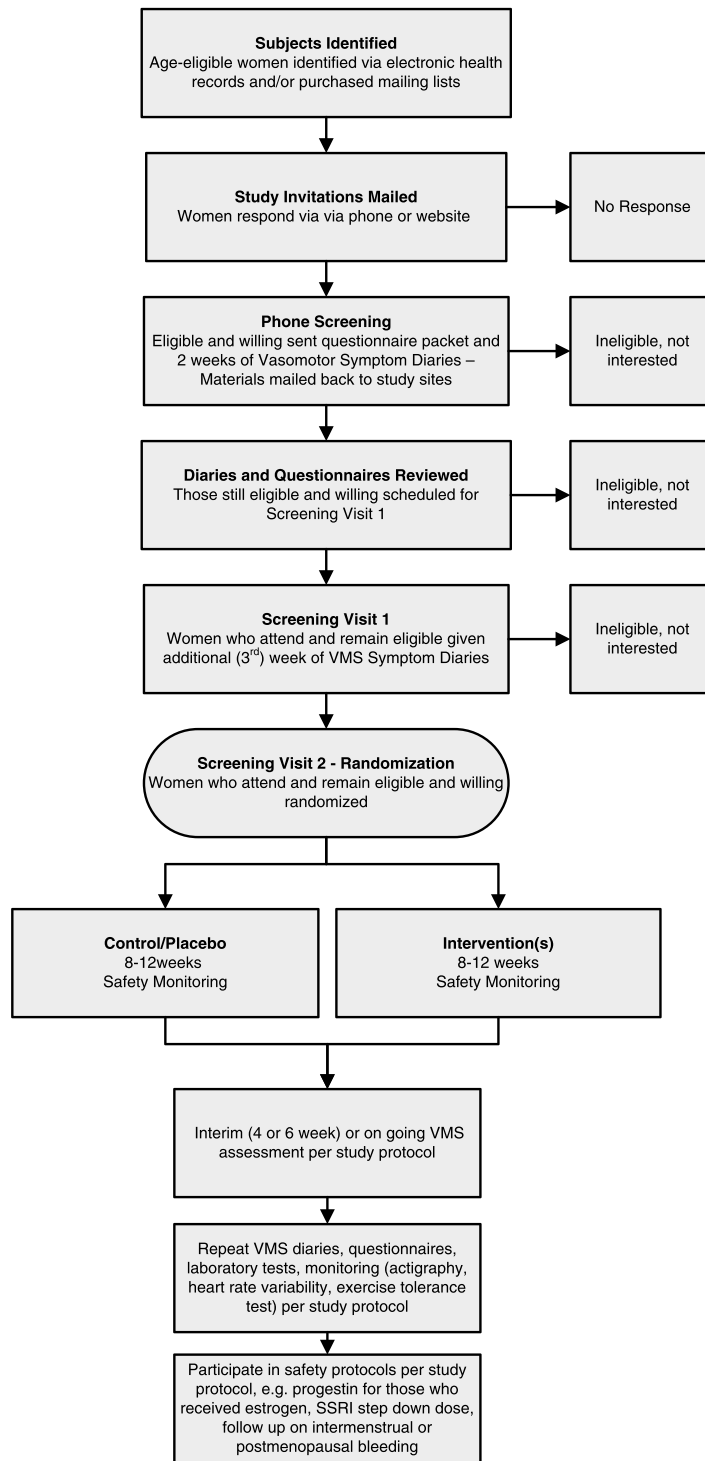 Subjects Identified
Age-eligible women identified via electronic health
records and/or purchased mailing lists
Study Invitations Mailed
Women respond via via phone or website
No Response
Phone Screening
Eligible and willing sent questionnaire packet and
2 weeks of Vasomotor Symptom Diaries –
Materials mailed back to study sites
Ineligible, not
interested
Diaries and Questionnaires Reviewed
Those still eligible and willing scheduled for
Screening Visit 1
Ineligible, not
interested
Screening Visit 1
Women who attend and remain eligible given
additional (3rd) week of VMS Symptom Diaries
Ineligible, not
interested
Screening Visit 2 - Randomization
Women who attend and remain eligible and willing
randomized
Control/Placebo
8-12weeks
Safety Monitoring
Intervention(s)
8-12 weeks
Safety Monitoring
Interim (4 or 6 week) or on going VMS
assessment per study protocol
Repeat VMS diaries, questionnaires,
laboratory tests, monitoring (actigraphy,
heart rate variability, exercise tolerance
test) per study protocol
Participate in safety protocols per study
protocol, e.g. progestin for those who
received estrogen, SSRI step down dose,
follow up on intermenstrual or
postmenopausal bleeding